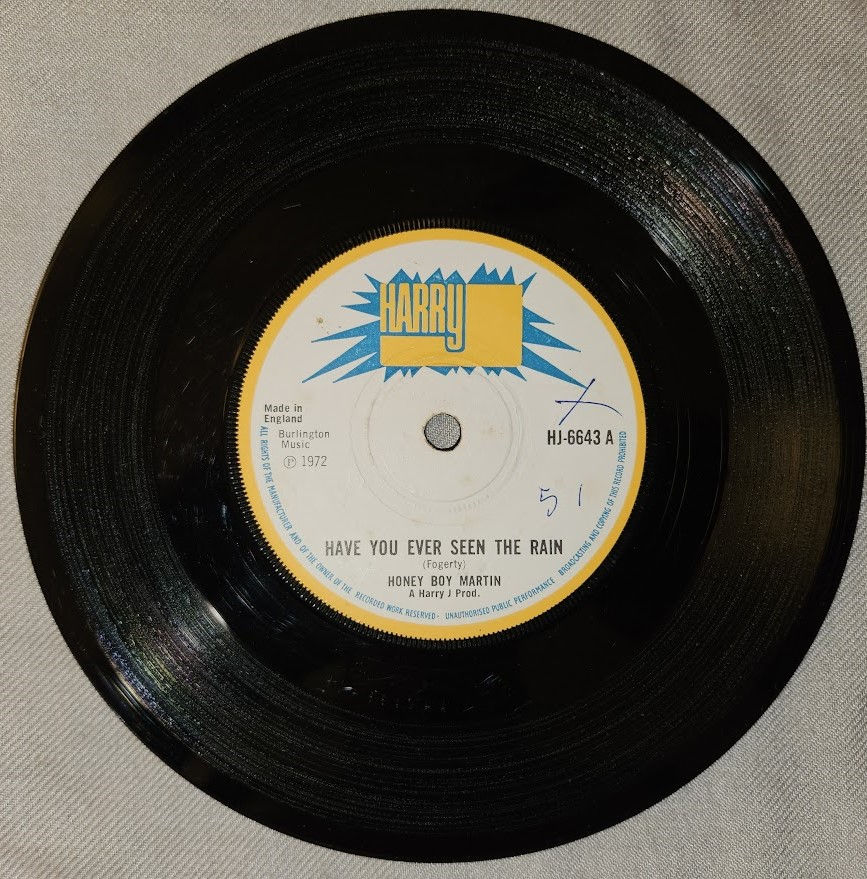 HARRY
Made in
England
Burlington
Music
℗ 1972
HJ-6643 A
51
HAVE YOU EVER SEEN THE RAIN
(Fogerty)
HONEY BOY MARTIN
A Harry J Prod.
ALL RIGHTS OF THE MANUFACTURER AND OF THE OWNER OF THE RECORDED WORK RESERVED · UNAUTHORISED PUBLIC PERFORMANCE BROADCASTING AND COPYING OF THIS RECORD PROHIBITED